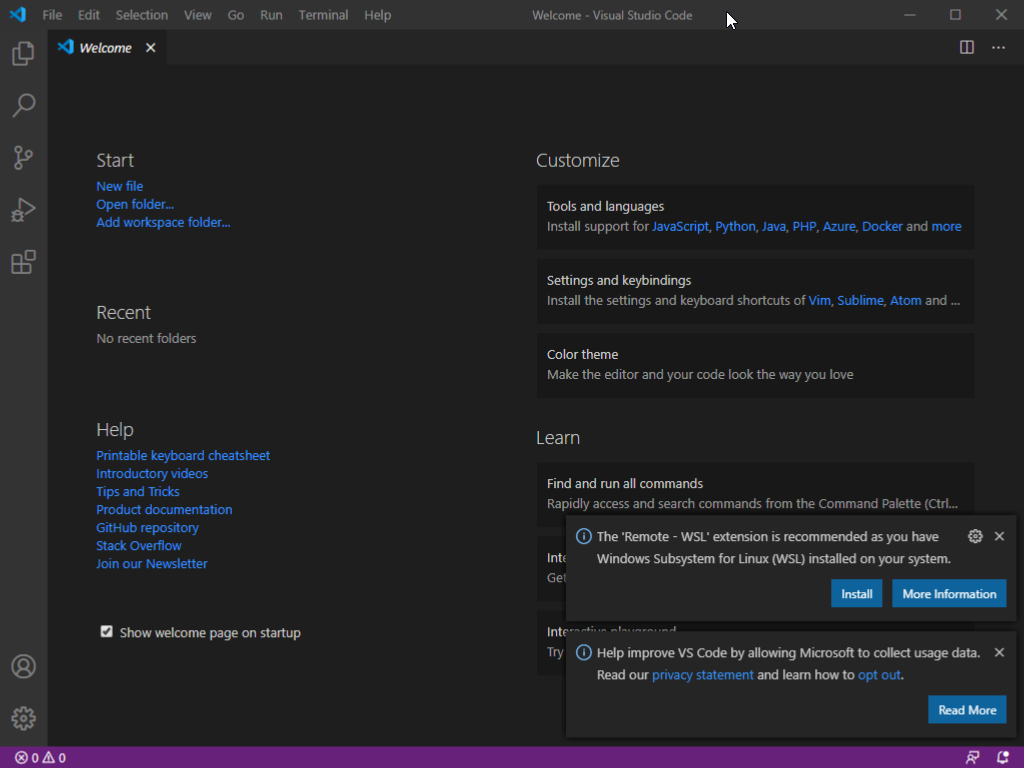 File Edit Selection View Go Run Terminal Help Welcome - Visual Studio Code
Welcome
Start
New file
Open folder...
Add workspace folder...
Recent
No recent folders
Help
Printable keyboard cheatsheet
Introductory videos
Tips and Tricks
Product documentation
GitHub repository
Stack Overflow
Join our Newsletter
Show welcome page on startup
Customize
Tools and languages
Install support for JavaScript, Python, Java, PHP, Azure, Docker and more
Settings and keybindings
Install the settings and keyboard shortcuts of Vim, Sublime, Atom and ...
Color theme
Make the editor and your code look the way you love
Learn
Find and run all commands
Rapidly access and search commands from the Command Palette (Ctrl...
Interactive playground
Try
The 'Remote - WSL' extension is recommended as you have
Windows Subsystem for Linux (WSL) installed on your system.
Install More Information
Help improve VS Code by allowing Microsoft to collect usage data.
Read our privacy statement and learn how to opt out.
Read More
0 0